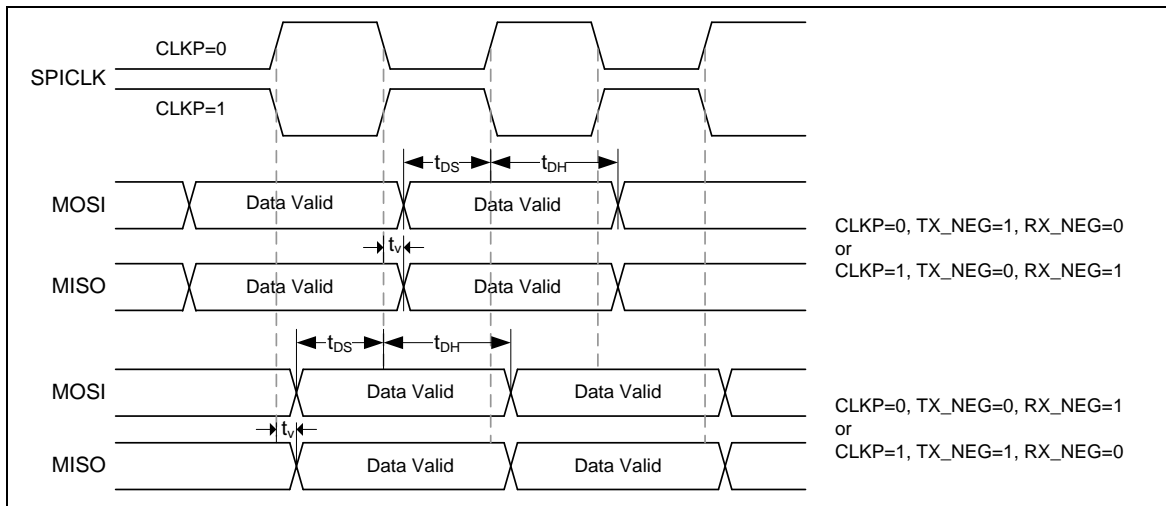 CLKP=0
SPICLK
CLKP=1
tDS
tDH
MOSI
Data Valid
Data Valid
tv
MISO
Data Valid
Data Valid
CLKP=0, TX_NEG=1, RX_NEG=0
or
CLKP=1, TX_NEG=0, RX_NEG=1
tDS
tDH
MOSI
Data Valid
Data Valid
tv
MISO
Data Valid
Data Valid
CLKP=0, TX_NEG=0, RX_NEG=1
or
CLKP=1, TX_NEG=1, RX_NEG=0